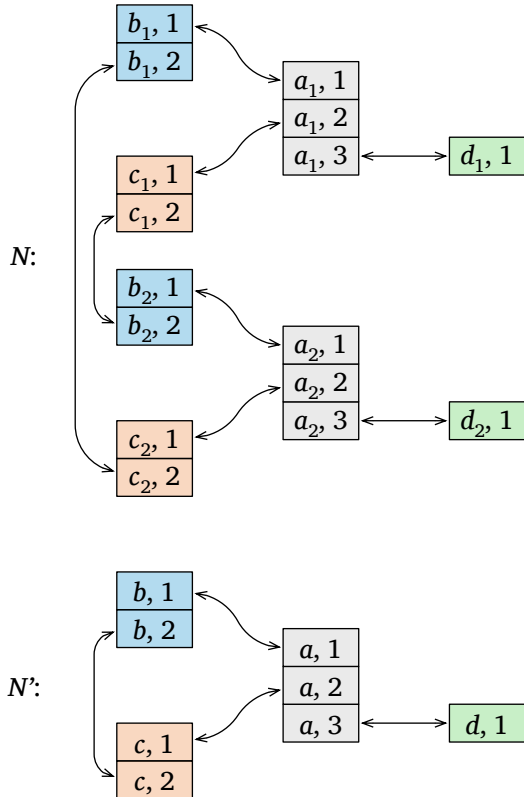 b₁, 1
b₁, 2
a₁, 1
a₁, 2
a₁, 3
d₁, 1
c₁, 1
c₁, 2
N:
b₂, 1
b₂, 2
a₂, 1
a₂, 2
a₂, 3
d₂, 1
c₂, 1
c₂, 2
b, 1
b, 2
a, 1
a, 2
a, 3
d, 1
N’:
c, 1
c, 2